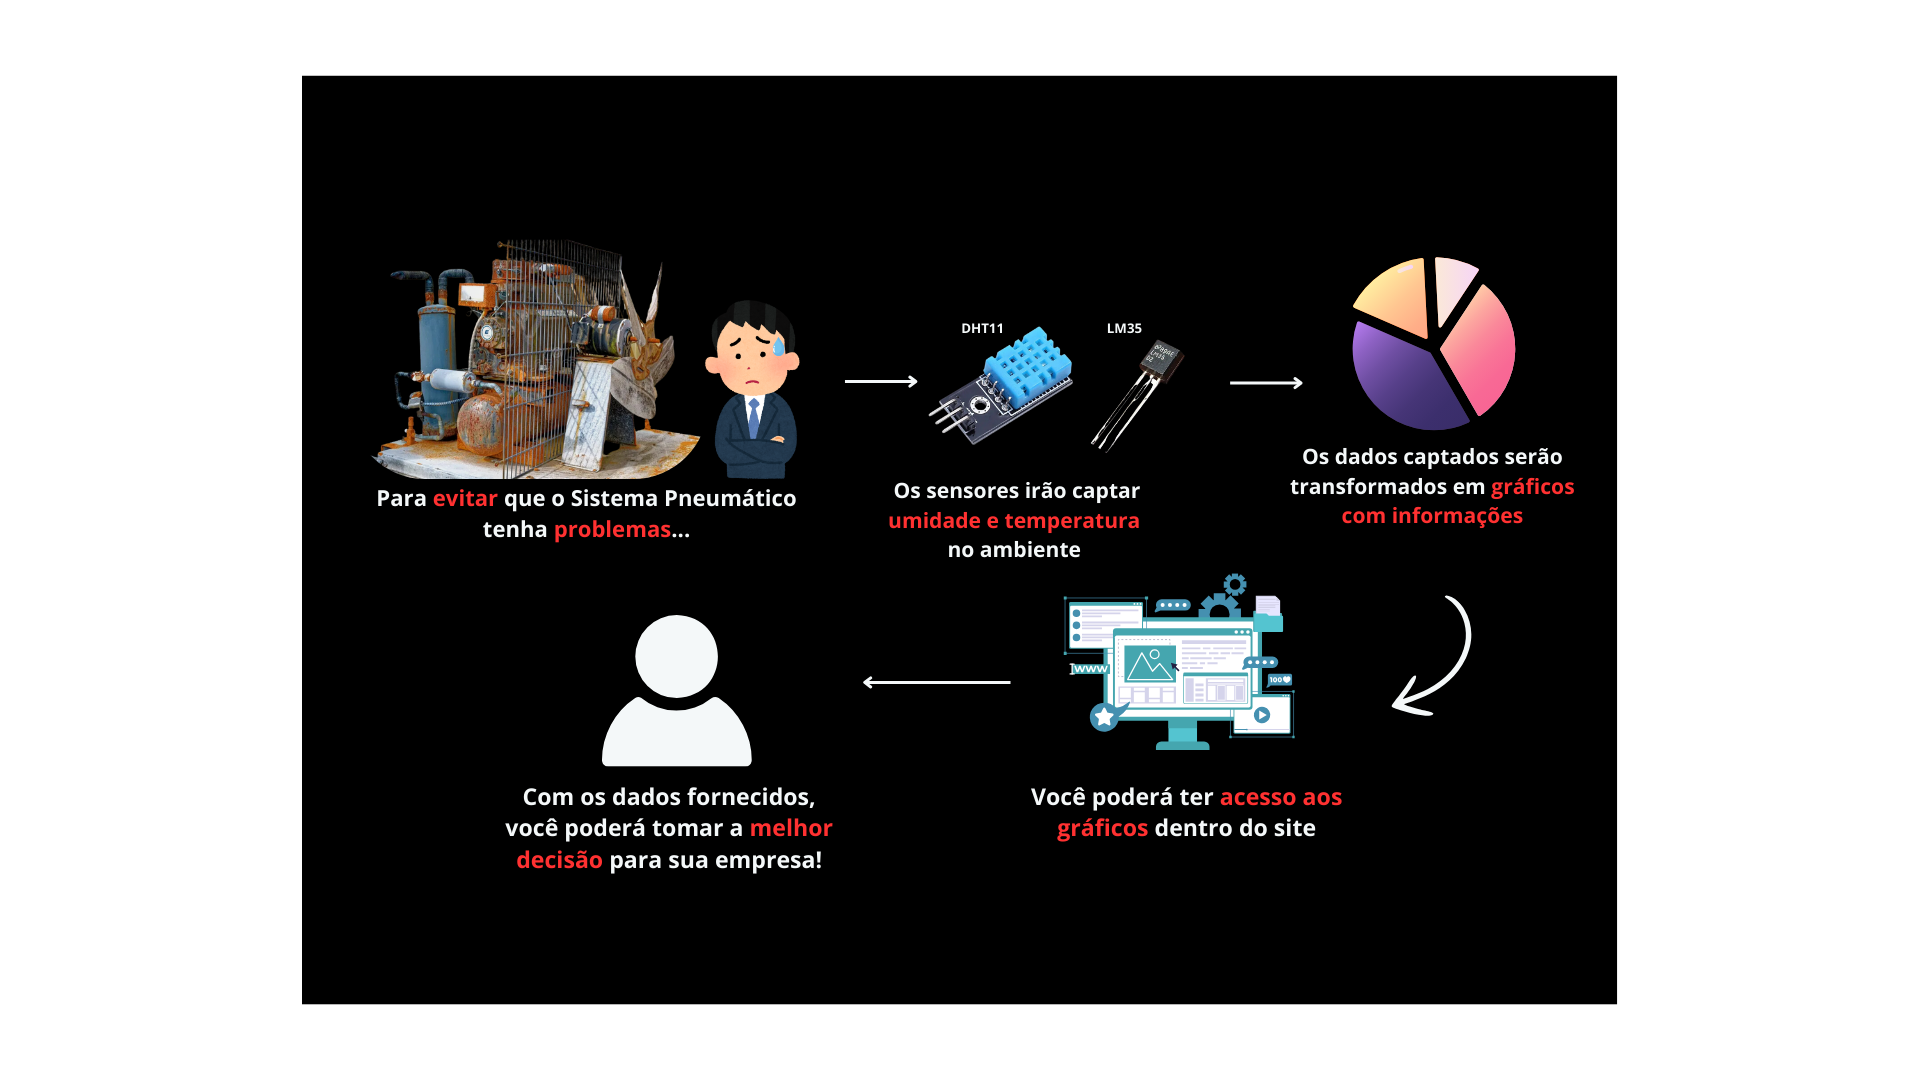 DHT11
LM35
Para evitar que o Sistema Pneumático
tenha problemas...
Os sensores irão captar
umidade e temperatura
no ambiente
Os dados captados serão
transformados em gráficos
com informações
www
100
Você poderá ter acesso aos
gráficos dentro do site
Com os dados fornecidos,
você poderá tomar a melhor
decisão para sua empresa!